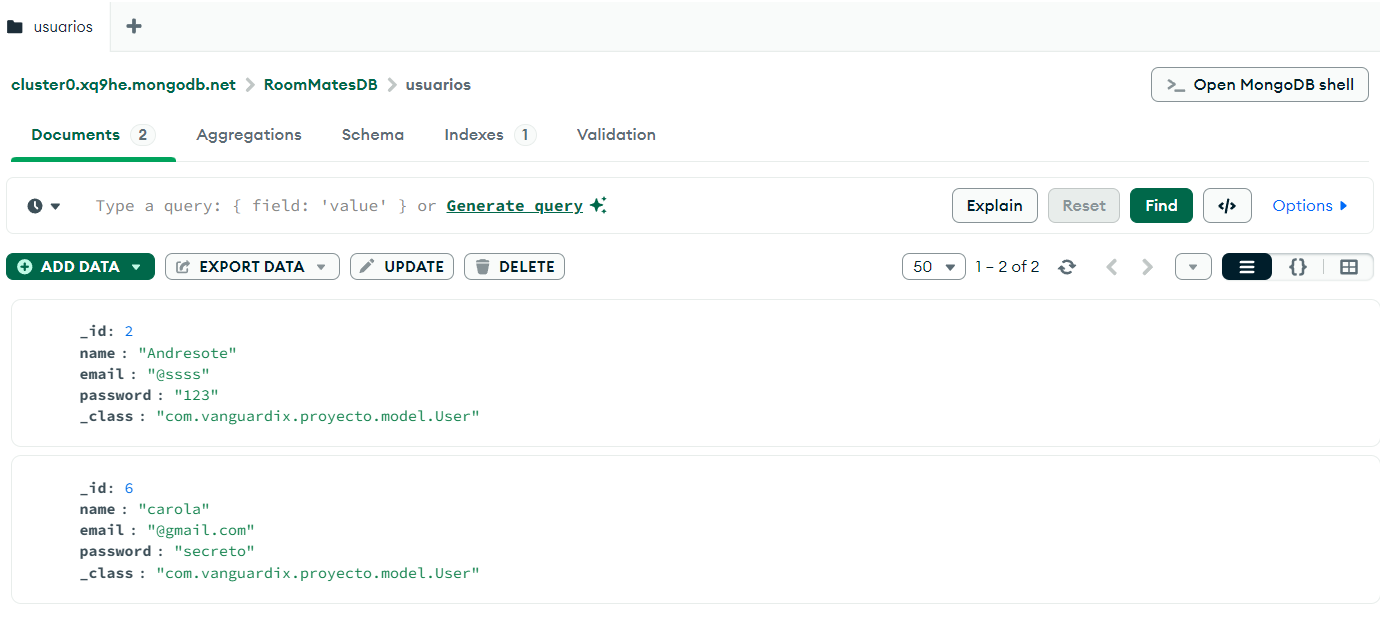 usuarios
cluster0.xq9he.mongodb.net RoomMatesDB usuarios >_ Open MongoDB shell
Documents 2 Aggregations Schema Indexes 1 Validation
Type a query: { field: 'value' } or Generate query Explain Reset Find </> Options
ADD DATA EXPORT DATA UPDATE DELETE 50 1 – 2 of 2 {}
_id: 2
name : "Andresote"
email : "@ssss"
password : "123"
_class : "com.vanguardix.proyecto.model.User"
_id: 6
name : "carola"
email : "@gmail.com"
password : "secreto"
_class : "com.vanguardix.proyecto.model.User"